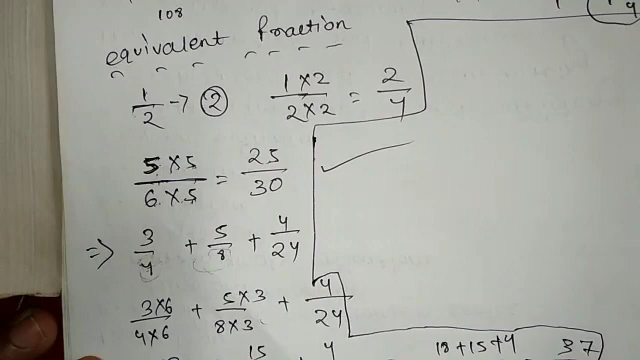 108
equivalent fraction
1/2 → ② 1×2/2×2 = 2/4
5×5/6×5 = 25/30
⇒ 3/4 + 5/8 + 4/24
3×6/4×6 + 5×3/8×3 + 4/24
15 4 18+15+4 37